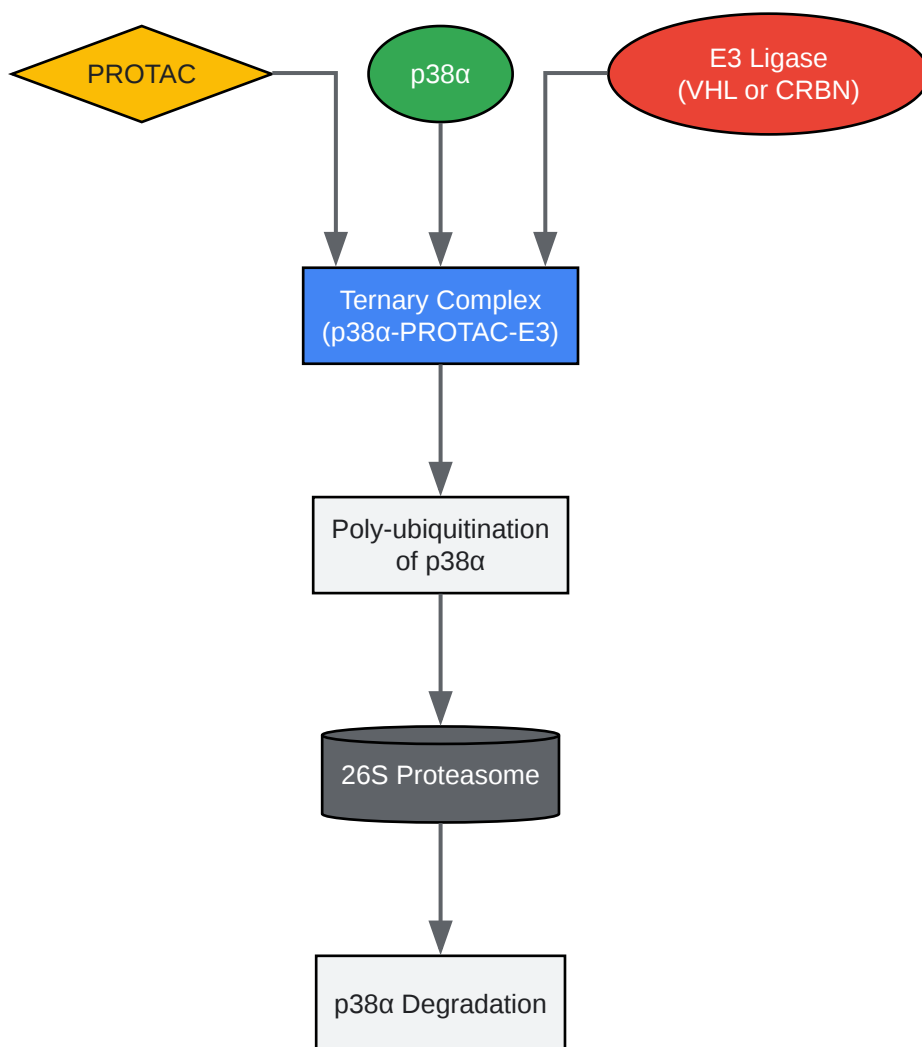 PROTAC
p38α
E3 Ligase
(VHL or CRBN)
Ternary Complex
(p38α-PROTAC-E3)
Poly-ubiquitination
of p38α
26S Proteasome
p38α Degradation